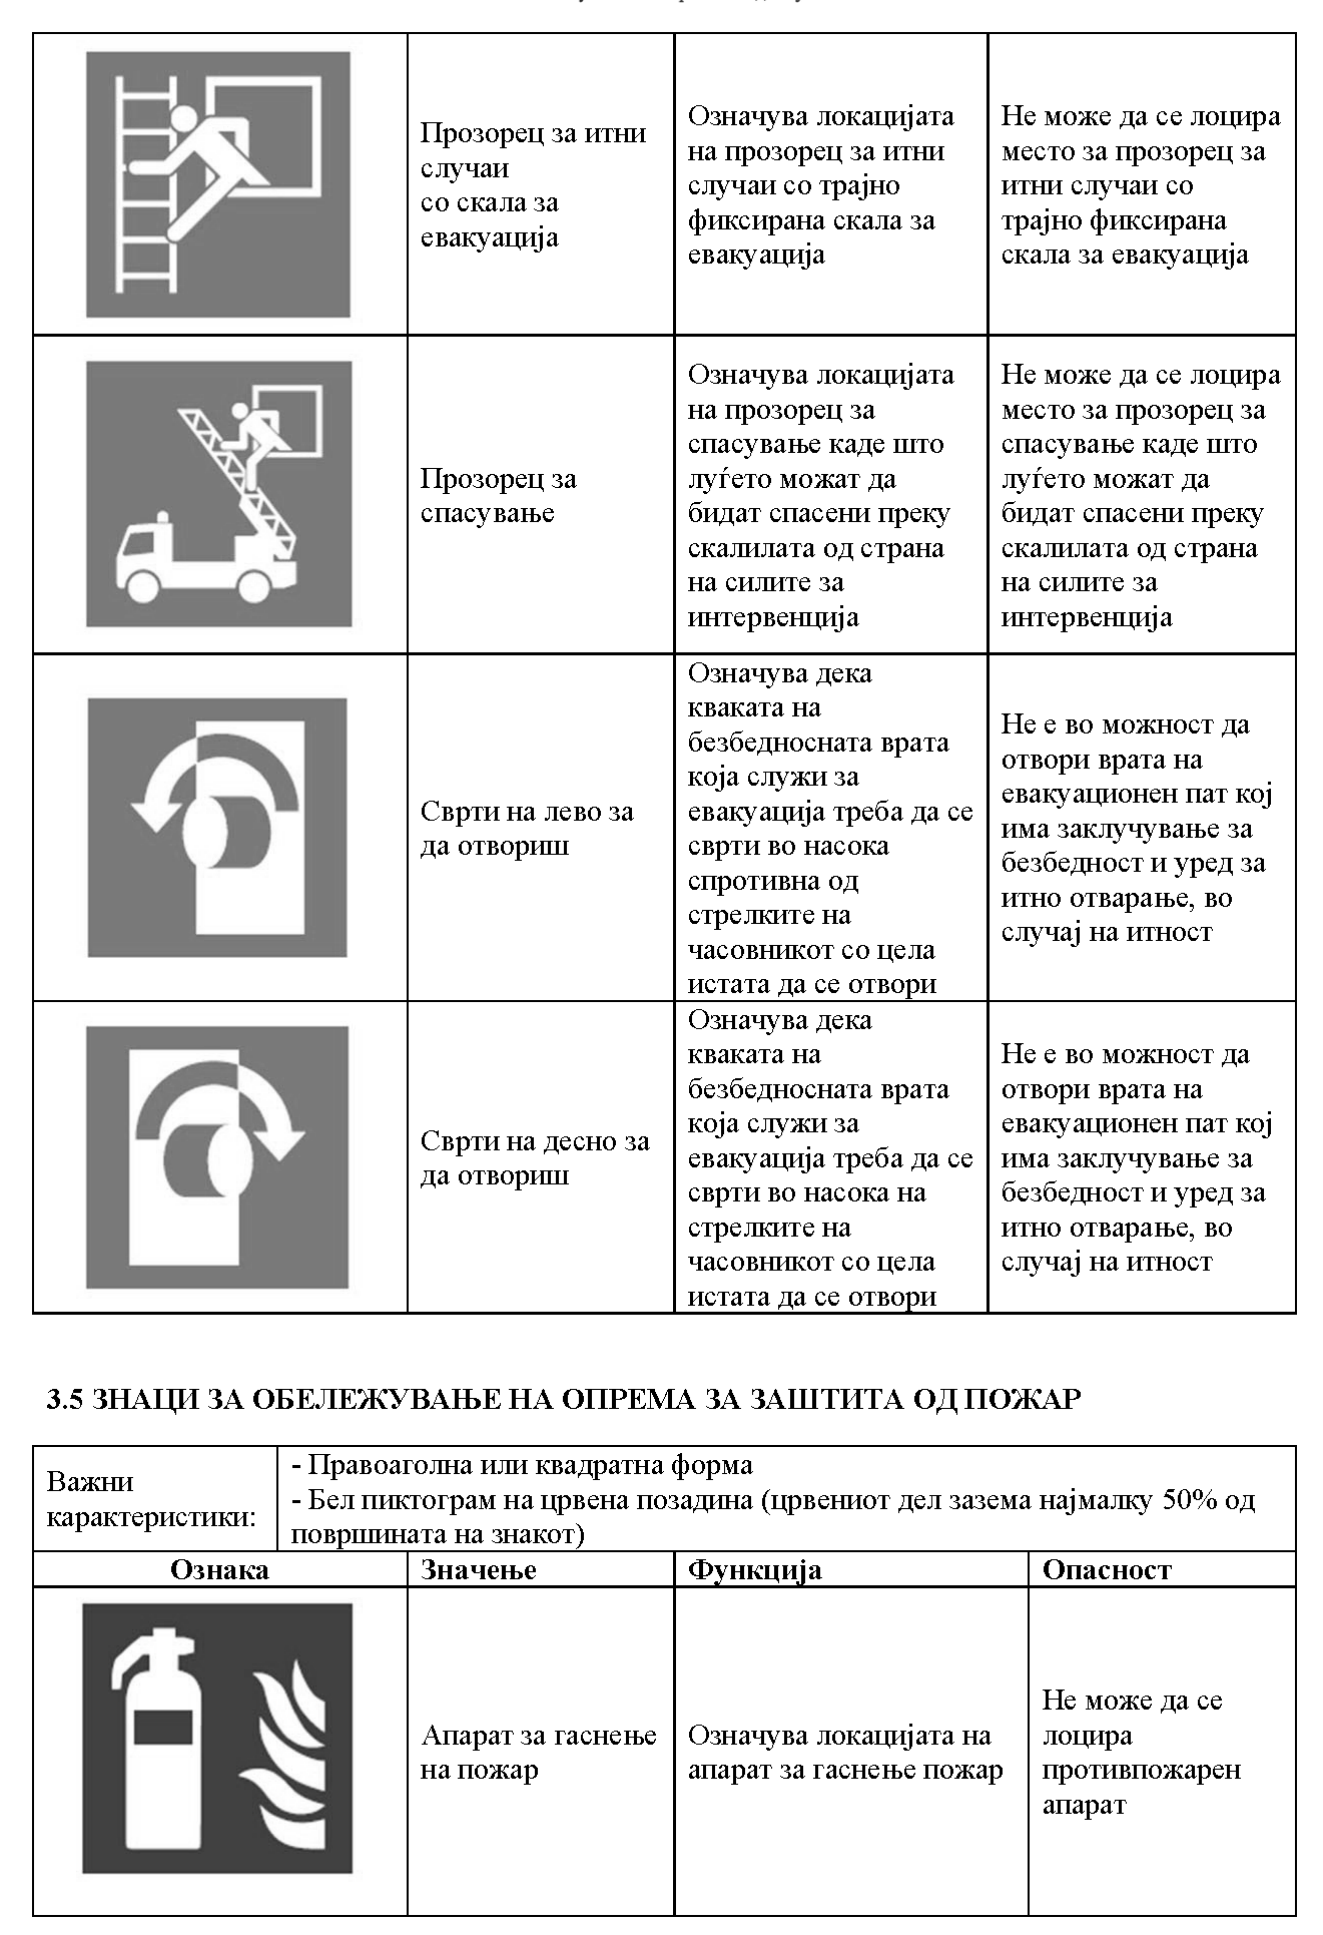 Прозорец за итни
случаи
со скала за
евакуација
Означува локацијата
на прозорец за итни
случаи со трајно
фиксирана скала за
евакуација
Не може да се лоцира
место за прозорец за
итни случаи со
трајно фиксирана
скала за евакуација
Прозорец за
спасување
Означува локацијата
на прозорец за
спасување каде што
луѓето можат да
бидат спасени преку
скалилата од страна
на силите за
интервенција
Не може да се лоцира
место за прозорец за
спасување каде што
луѓето можат да
бидат спасени преку
скалилата од страна
на силите за
интервенција
Сврти на лево за
да отвориш
Означува дека
кваката на
безбедносната врата
која служи за
евакуација треба да се
сврти во насока
спротивна од
стрелките на
часовникот со цела
истата да се отвори
Не е во можност да
отвори врата на
евакуационен пат кој
има заклучување за
безбедност и уред за
итно отварање, во
случај на итност
Сврти на десно за
да отвориш
Означува дека
кваката на
безбедносната врата
која служи за
евакуација треба да се
сврти во насока на
стрелките на
часовникот со цела
истата да се отвори
Не е во можност да
отвори врата на
евакуационен пат кој
има заклучување за
безбедност и уред за
итно отварање, во
случај на итност
3.5 ЗНАЦИ ЗА ОБЕЛЕЖУВАЊЕ НА ОПРЕМА ЗА ЗАШТИТА ОД ПОЖАР
Важни
карактеристики:
- Правоаголна или квадратна форма
- Бел пиктограм на црвена позадина (црвениот дел зазема најмалку 50% од
површината на знакот)
Ознака Значење Функција Опасност
Апарат за гаснење
на пожар
Означува локацијата на
апарат за гаснење пожар
Не може да се
лоцира
противпожарен
апарат